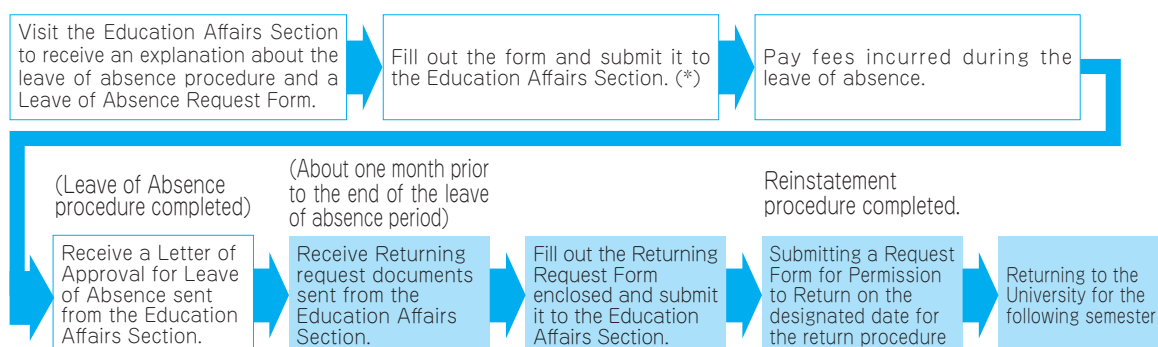 Visit the Education Affairs Section
to receive an explanation about the
leave of absence procedure and a
Leave of Absence Request Form.
Fill out the form and submit it to
the Education Affairs Section. (*)
Pay fees incurred during the
leave of absence.
(Leave of Absence
procedure completed)
Receive a Letter of
Approval for Leave
of Absence sent
from the Education
Affairs Section.
(About one month prior
to the end of the leave
of absence period)
Receive Returning
request documents
sent from the
Education Affairs
Section.
Fill out the Returning
Request Form
enclosed and submit
it to the Education
Affairs Section.
Reinstatement
procedure completed.
Submitting a Request
Form for Permission
to Return on the
designated date for
the return procedure
Returning to the
University for the
following semester